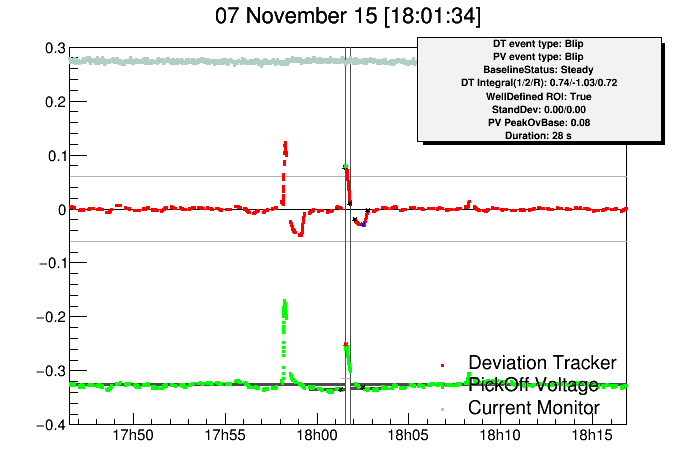 07 November 15 [18:01:34]
DT event type: Blip
PV event type: Blip
BaselineStatus: Steady
DT Integral(1/2/R): 0.74/-1.03/0.72
WellDefined ROI: True
StandDev: 0.00/0.00
PV PeakOvBase: 0.08
Duration: 28 s
0.3
0.2
0.1
0
−0.1
−0.2
−0.3
−0.4
Deviation Tracker
PickOff Voltage
Current Monitor
17h50 17h55 18h00 18h05 18h10 18h15